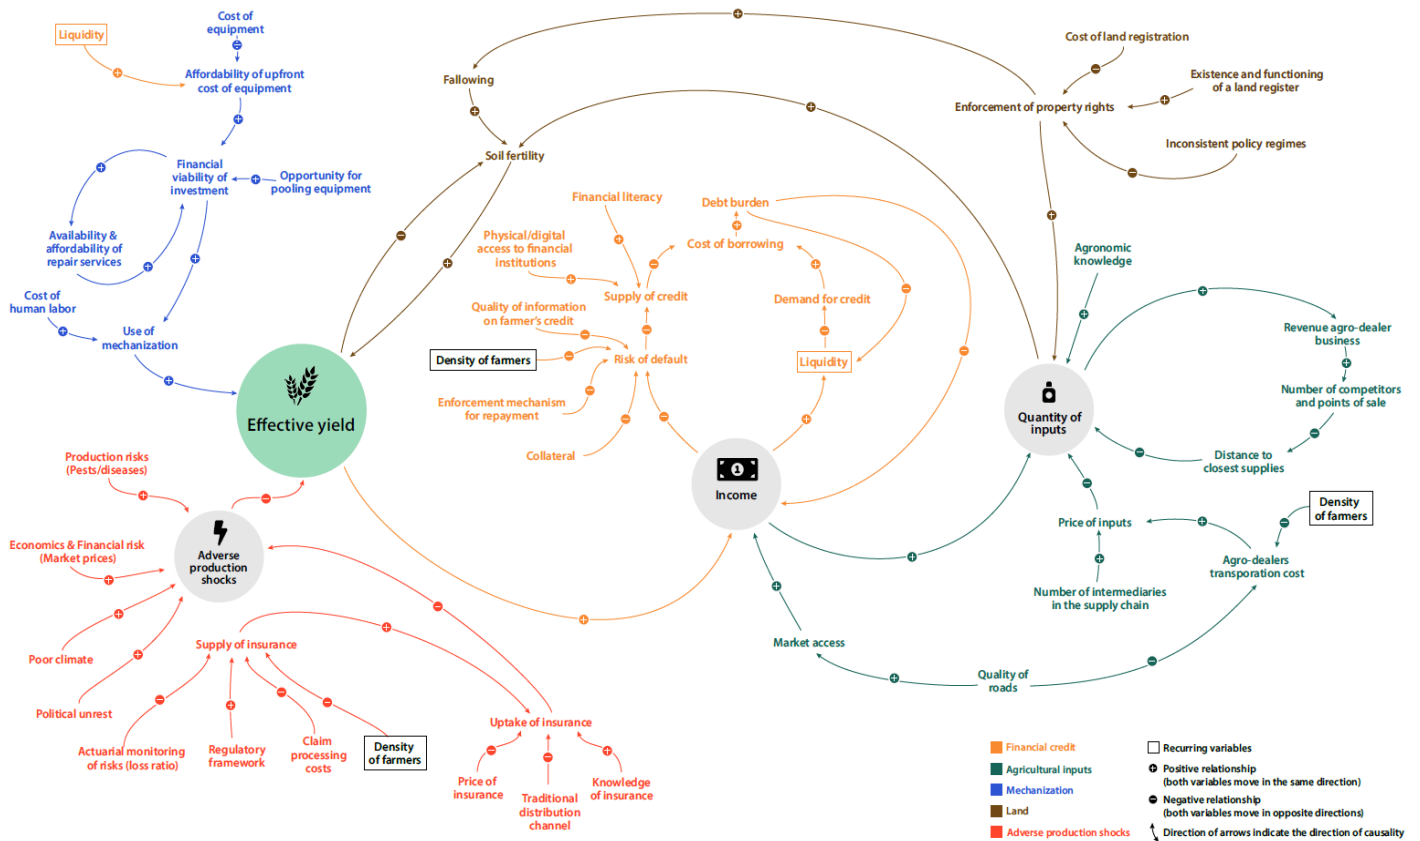 Cost of
equipment
Liquidity
Affordability of upfront
cost of equipment
Financial
viability of
investment
Opportunity for
pooling equipment
Availability &
affordability of
repair services
Cost of
human labor
Use of
mechanization
Effective yield
Fallowing
Soil fertility
Cost of land registration
Existence and functioning
of a land register
Enforcement of property rights
Inconsistent policy regimes
Financial literacy
Debt burden
Physical/digital
access to financial
institutions
Cost of borrowing
Supply of credit
Demand for credit
Quality of information
on farmer's credit
Density of farmers
Risk of default
Liquidity
Enforcement mechanism
for repayment
Collateral
1
Income
Agronomic
knowledge
Revenue agro-dealer
business
Number of competitors
and points of sale
Quantity of
inputs
Distance to
closest supplies
Density
of farmers
Price of inputs
Agro-dealers
transporation cost
Number of intermediaries
in the supply chain
Market access
Quality of
roads
Production risks
(Pests/diseases)
Economics & Financial risk
(Market prices)
Adverse
production
shocks
Poor climate
Political unrest
Supply of insurance
Actuarial monitoring
of risks (loss ratio)
Regulatory
framework
Claim
processing
costs
Density
of farmers
Uptake of insurance
Price of
insurance
Traditional
distribution
channel
Knowledge
of insurance
Financial credit
Agricultural inputs
Mechanization
Land
Adverse production shocks
Recurring variables
Positive relationship
(both variables move in the same direction)
Negative relationship
(both variables move in opposite directions)
Direction of arrows indicate the direction of causality